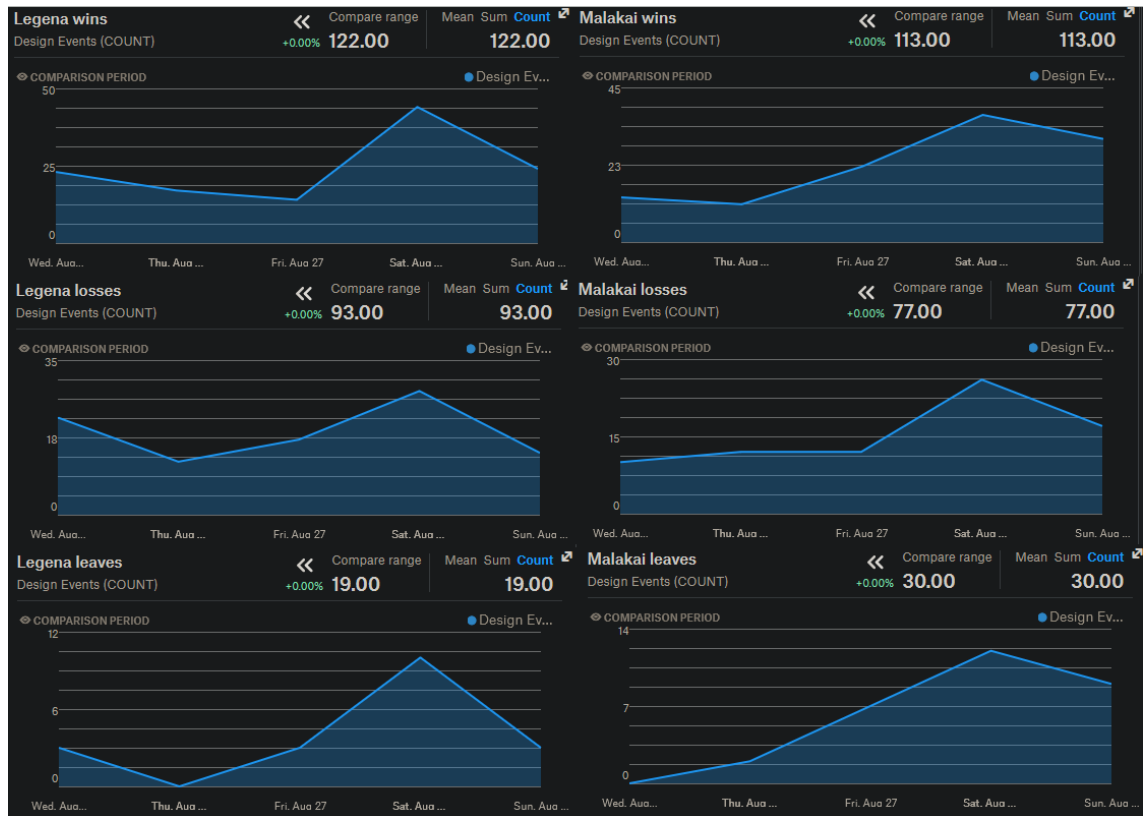 Legena wins
Compare range
Mean Sum Count
Design Events (COUNT)
+0.00% 122.00
122.00
COMPARISON PERIOD
Design Ev...
50
25
0
Wed. Aug...
Thu. Aug ...
Fri. Aug 27
Sat. Aug ...
Sun. Aug ...
Malakai wins
Compare range
Mean Sum Count
Design Events (COUNT)
+0.00% 113.00
113.00
COMPARISON PERIOD
Design Ev...
45
23
0
Wed. Aug...
Thu. Aug ...
Fri. Aug 27
Sat. Aug ...
Sun. Aug ...
Legena losses
Compare range
Mean Sum Count
Design Events (COUNT)
+0.00% 93.00
93.00
COMPARISON PERIOD
Design Ev...
35
18
0
Wed. Aug...
Thu. Aug ...
Fri. Aug 27
Sat. Aug ...
Sun. Aug ...
Malakai losses
Compare range
Mean Sum Count
Design Events (COUNT)
+0.00% 77.00
77.00
COMPARISON PERIOD
Design Ev...
30
15
0
Wed. Aug...
Thu. Aug ...
Fri. Aug 27
Sat. Aug ...
Sun. Aug ...
Legena leaves
Compare range
Mean Sum Count
Design Events (COUNT)
+0.00% 19.00
19.00
COMPARISON PERIOD
Design Ev...
12
6
0
Wed. Aug...
Thu. Aug ...
Fri. Aug 27
Sat. Aug ...
Sun. Aug ...
Malakai leaves
Compare range
Mean Sum Count
Design Events (COUNT)
+0.00% 30.00
30.00
COMPARISON PERIOD
Design Ev...
14
7
0
Wed. Aug...
Thu. Aug ...
Fri. Aug 27
Sat. Aug ...
Sun. Aug ...